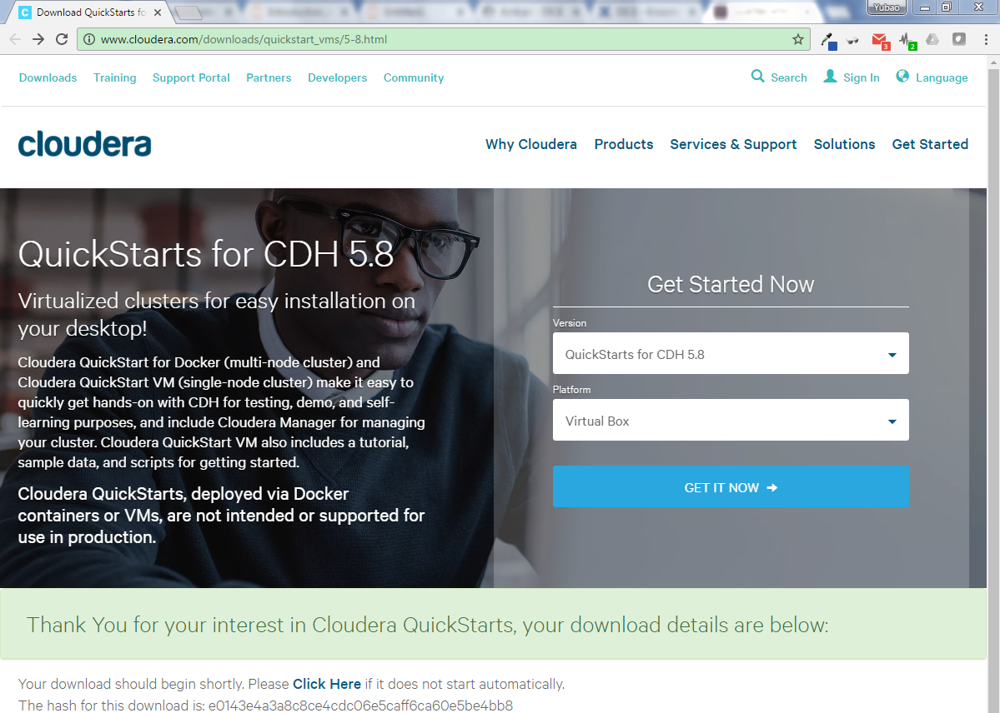 Download QuickStarts fo
Yubao
www.cloudera.com/downloads/quickstart_vms/5-8.html
3
2
Downloads Training Support Portal Partners Developers Community Search Sign In Language
cloudera Why Cloudera Products Services & Support Solutions Get Started
QuickStarts for CDH 5.8
Virtualized clusters for easy installation on
your desktop!
Cloudera QuickStart for Docker (multi-node cluster) and
Cloudera QuickStart VM (single-node cluster) make it easy to
quickly get hands-on with CDH for testing, demo, and self-
learning purposes, and include Cloudera Manager for managing
your cluster. Cloudera QuickStart VM also includes a tutorial,
sample data, and scripts for getting started.
Cloudera QuickStarts, deployed via Docker
containers or VMs, are not intended or supported for
use in production.
Get Started Now
Version
QuickStarts for CDH 5.8
Platform
Virtual Box
GET IT NOW
Thank You for your interest in Cloudera QuickStarts, your download details are below:
Your download should begin shortly. Please Click Here if it does not start automatically.
The hash for this download is: e0143e4a3a8c8ce4cdc06e5caff6ca60e5be4bb8